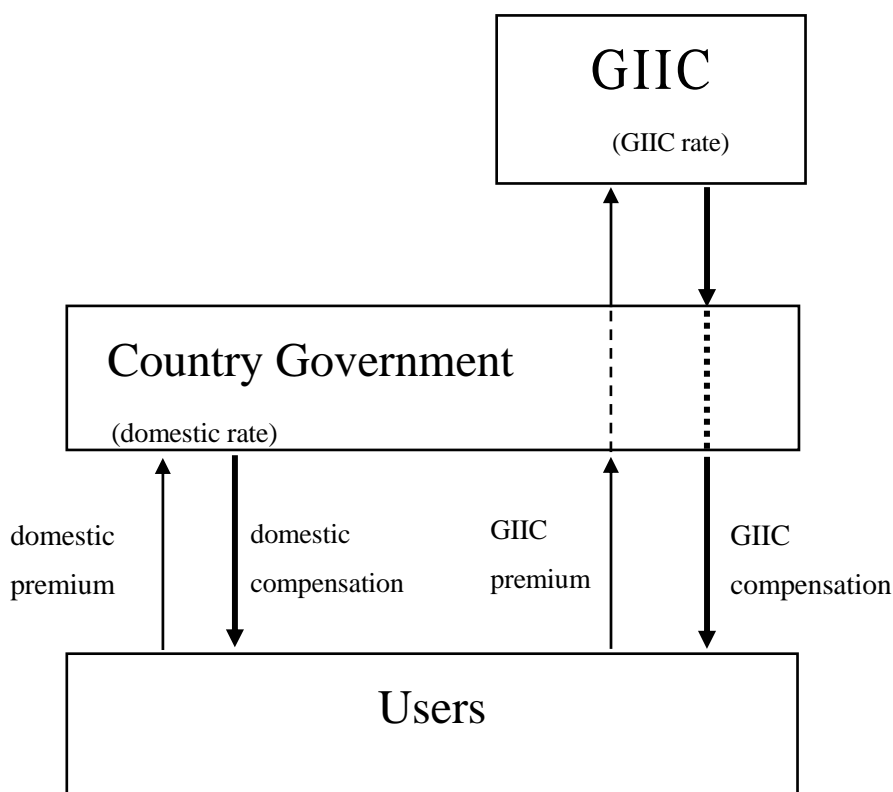 GIIC
(GIIC rate)
Country Government
(domestic rate)
domestic
premium
domestic
compensation
GIIC
premium
GIIC
compensation
Users